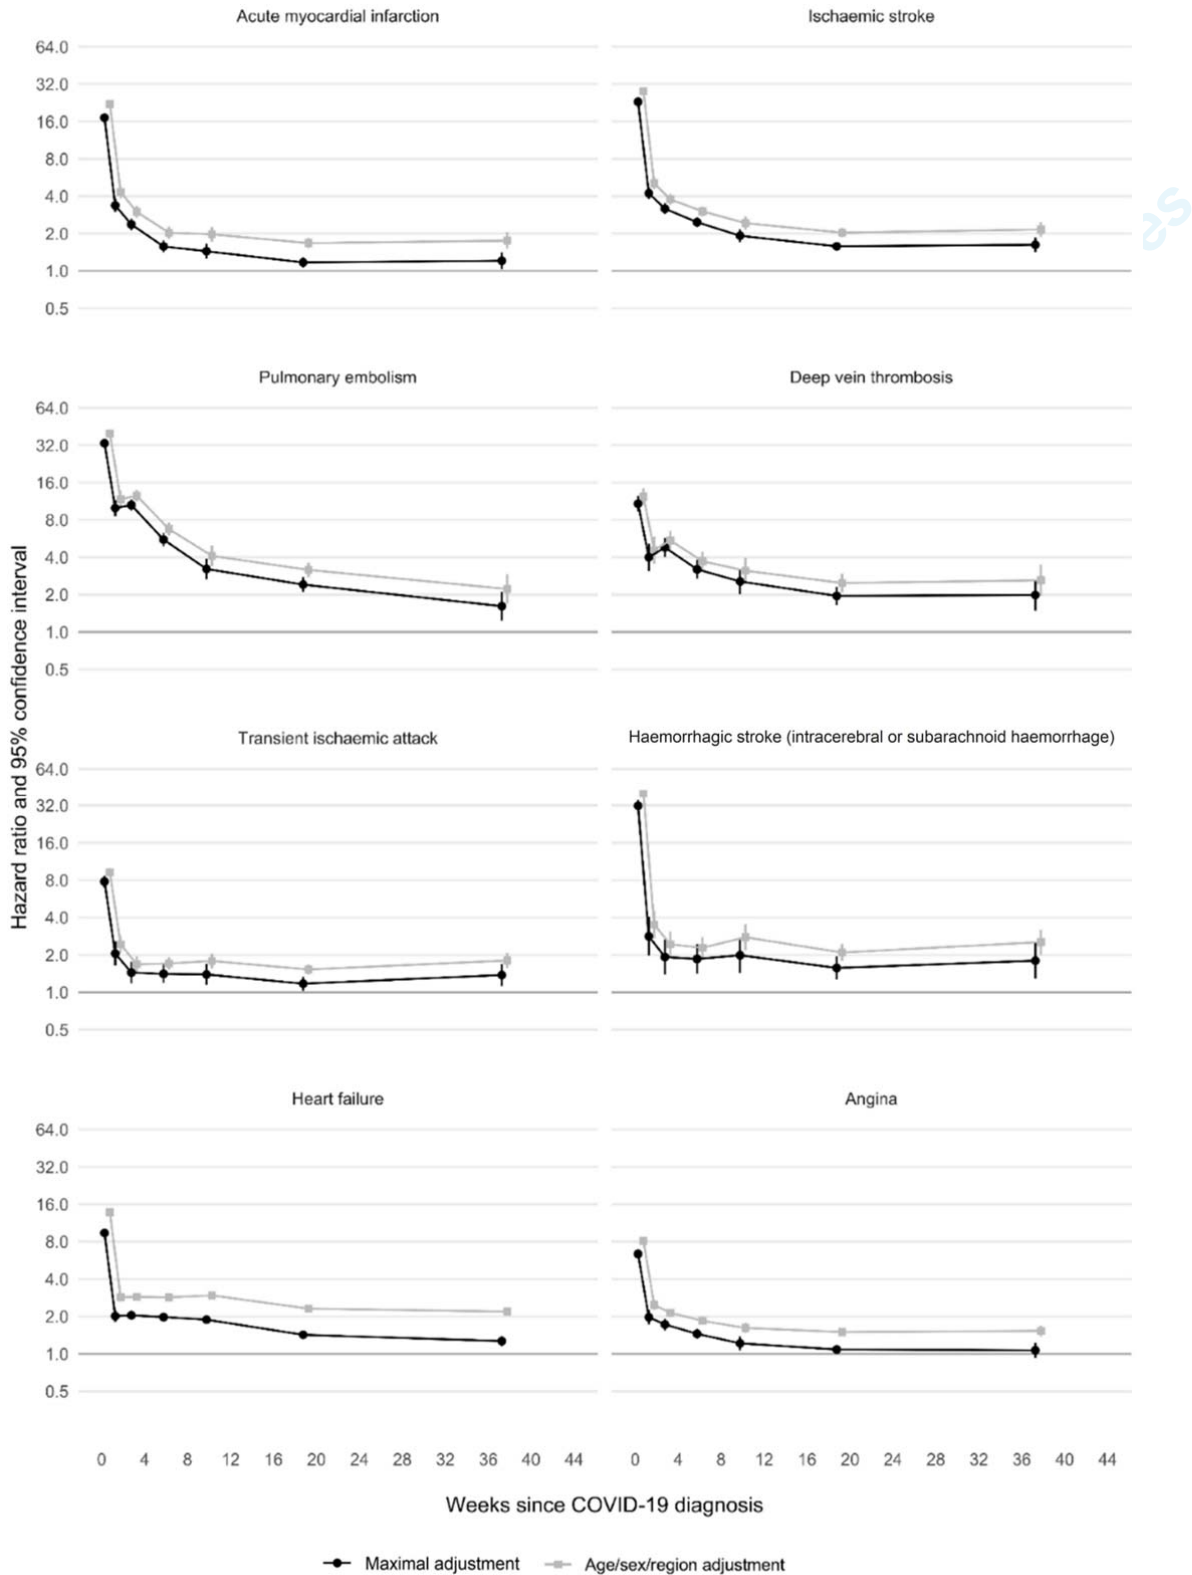 Acute myocardial infarction
Ischaemic stroke
64.0
32.0
16.0
8.0
4.0
2.0
1.0
0.5
Pulmonary embolism
Deep vein thrombosis
64.0
32.0
16.0
8.0
4.0
2.0
1.0
0.5
Hazard ratio and 95% confidence interval
Transient ischaemic attack
Haemorrhagic stroke (intracerebral or subarachnoid haemorrhage)
64.0
32.0
16.0
8.0
4.0
2.0
1.0
0.5
Heart failure
Angina
64.0
32.0
16.0
8.0
4.0
2.0
1.0
0.5
0 4 8 12 16 20 24 28 32 36 40 44
0 4 8 12 16 20 24 28 32 36 40 44
Weeks since COVID-19 diagnosis
Maximal adjustment
Age/sex/region adjustment